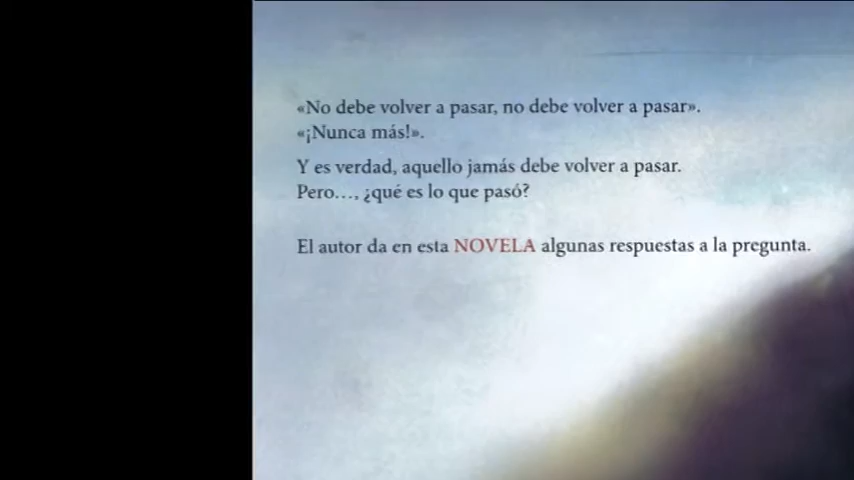 «No debe volver a pasar, no debe volver a pasar».
«¡Nunca más!».
Y es verdad, aquello jamás debe volver a pasar.
Pero…, ¿qué es lo que pasó?
El autor da en esta NOVELA algunas respuestas a la pregunta.